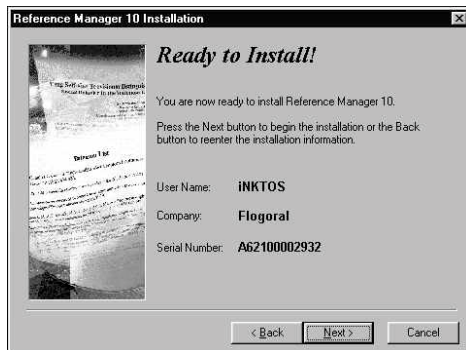 Reference Manager 10 Installation
Ready to Install!
You are now ready to install Reference Manager 10.
Press the Next button to begin the installation or the Back
button to reenter the installation information.
User Name: iNKTOS
Company: Flogoral
Serial Number: A62100002932
< Back Next > Cancel